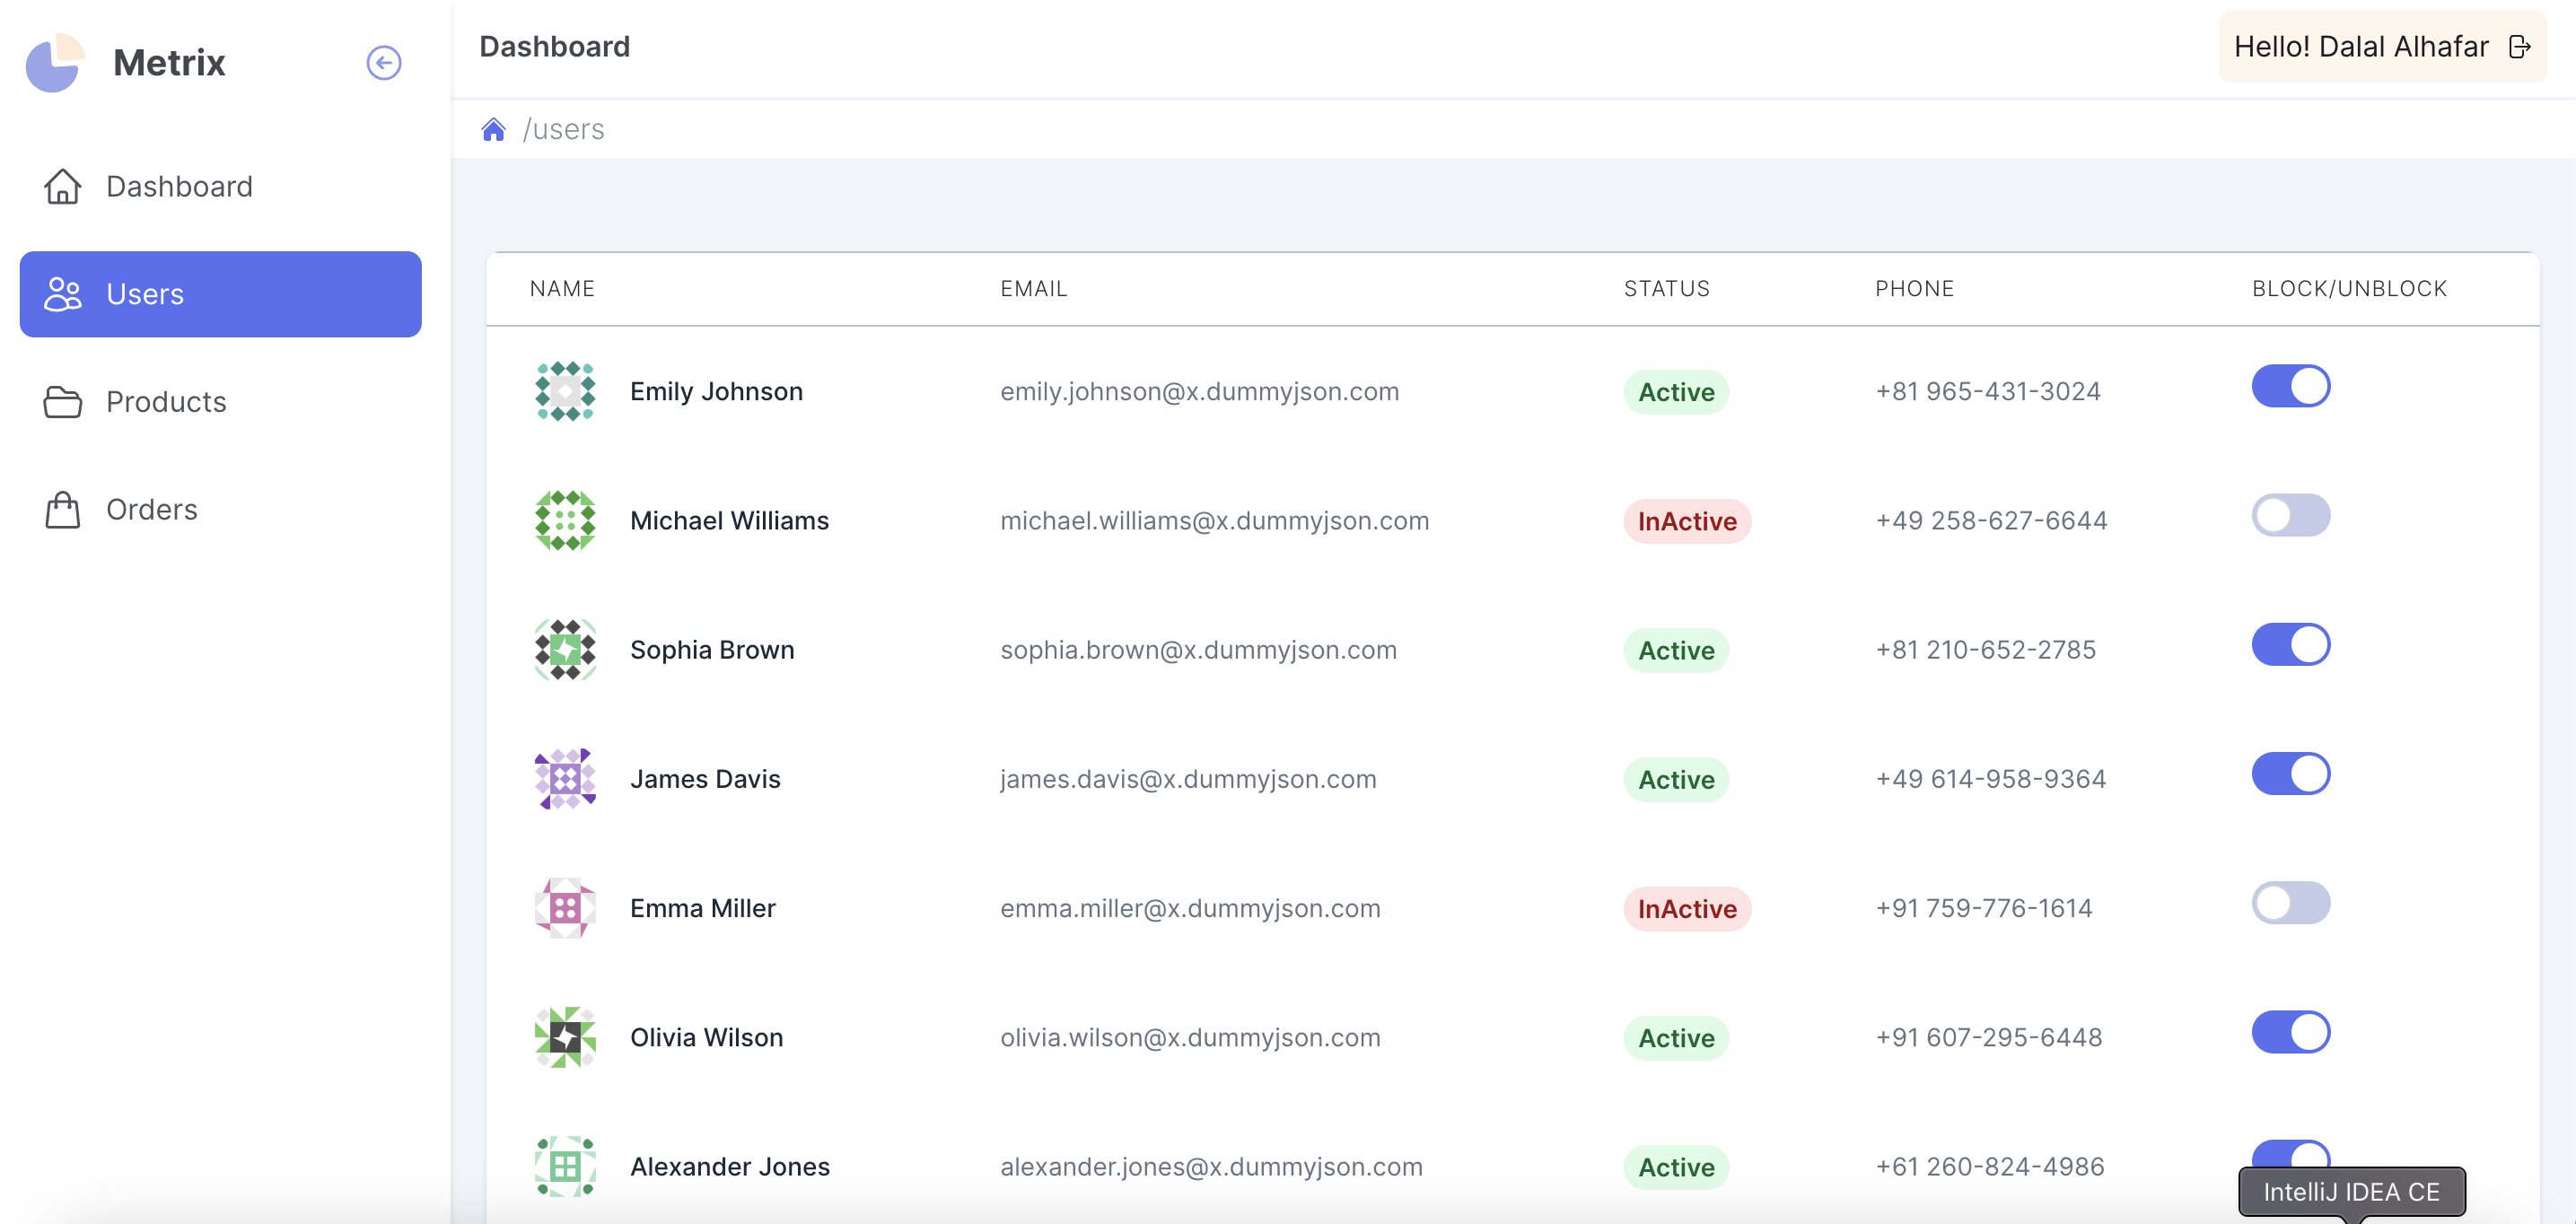 Metrix
Dashboard
Users
Products
Orders
Dashboard
Hello! Dalal Alhafar
/users
NAME EMAIL STATUS PHONE BLOCK/UNBLOCK
Emily Johnson emily.johnson@x.dummyjson.com Active +81 965-431-3024
Michael Williams michael.williams@x.dummyjson.com InActive +49 258-627-6644
Sophia Brown sophia.brown@x.dummyjson.com Active +81 210-652-2785
James Davis james.davis@x.dummyjson.com Active +49 614-958-9364
Emma Miller emma.miller@x.dummyjson.com InActive +91 759-776-1614
Olivia Wilson olivia.wilson@x.dummyjson.com Active +91 607-295-6448
Alexander Jones alexander.jones@x.dummyjson.com Active +61 260-824-4986
IntelliJ IDEA CE